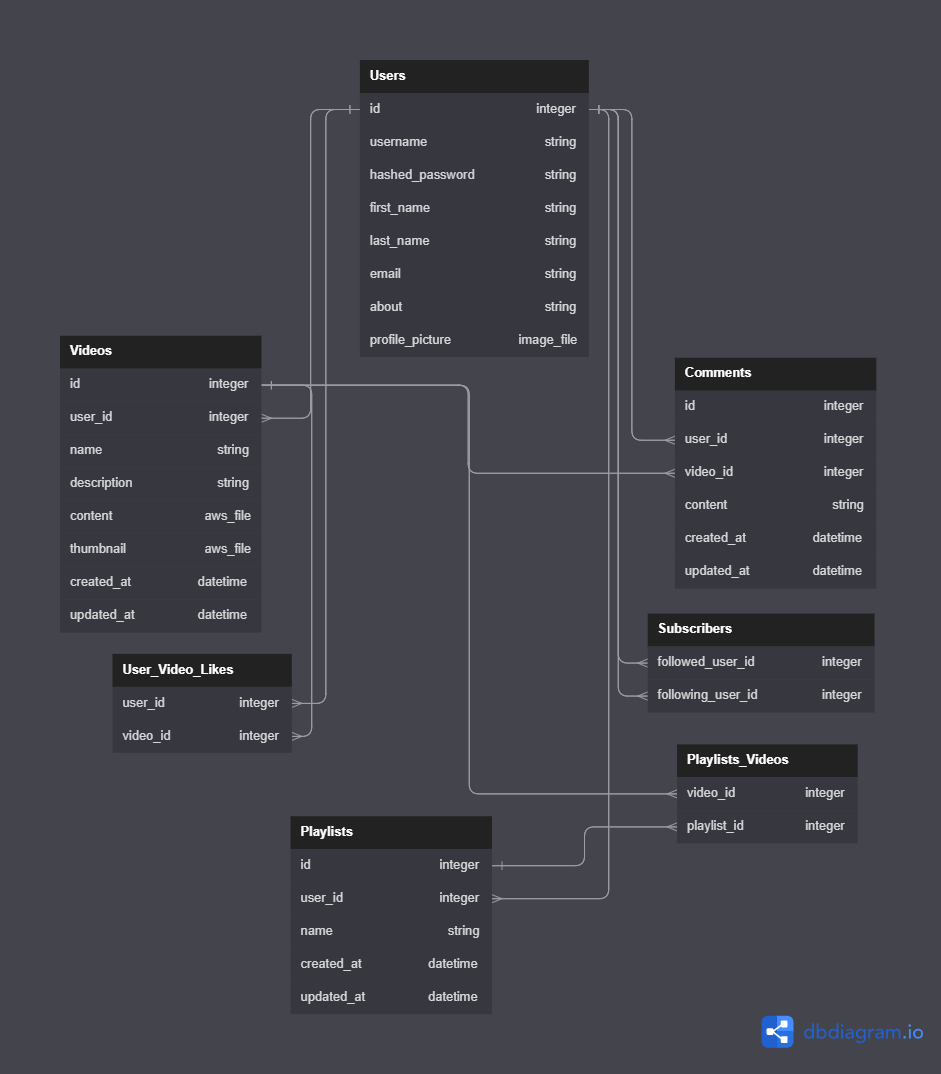 Users
id integer
username string
hashed_password string
first_name string
last_name string
email string
about string
profile_picture image_file
Videos
id integer
user_id integer
name string
description string
content aws_file
thumbnail aws_file
created_at datetime
updated_at datetime
Comments
id integer
user_id integer
video_id integer
content string
created_at datetime
updated_at datetime
Subscribers
followed_user_id integer
following_user_id integer
User_Video_Likes
user_id integer
video_id integer
Playlists_Videos
video_id integer
playlist_id integer
Playlists
id integer
user_id integer
name string
created_at datetime
updated_at datetime
dbdiagram.io